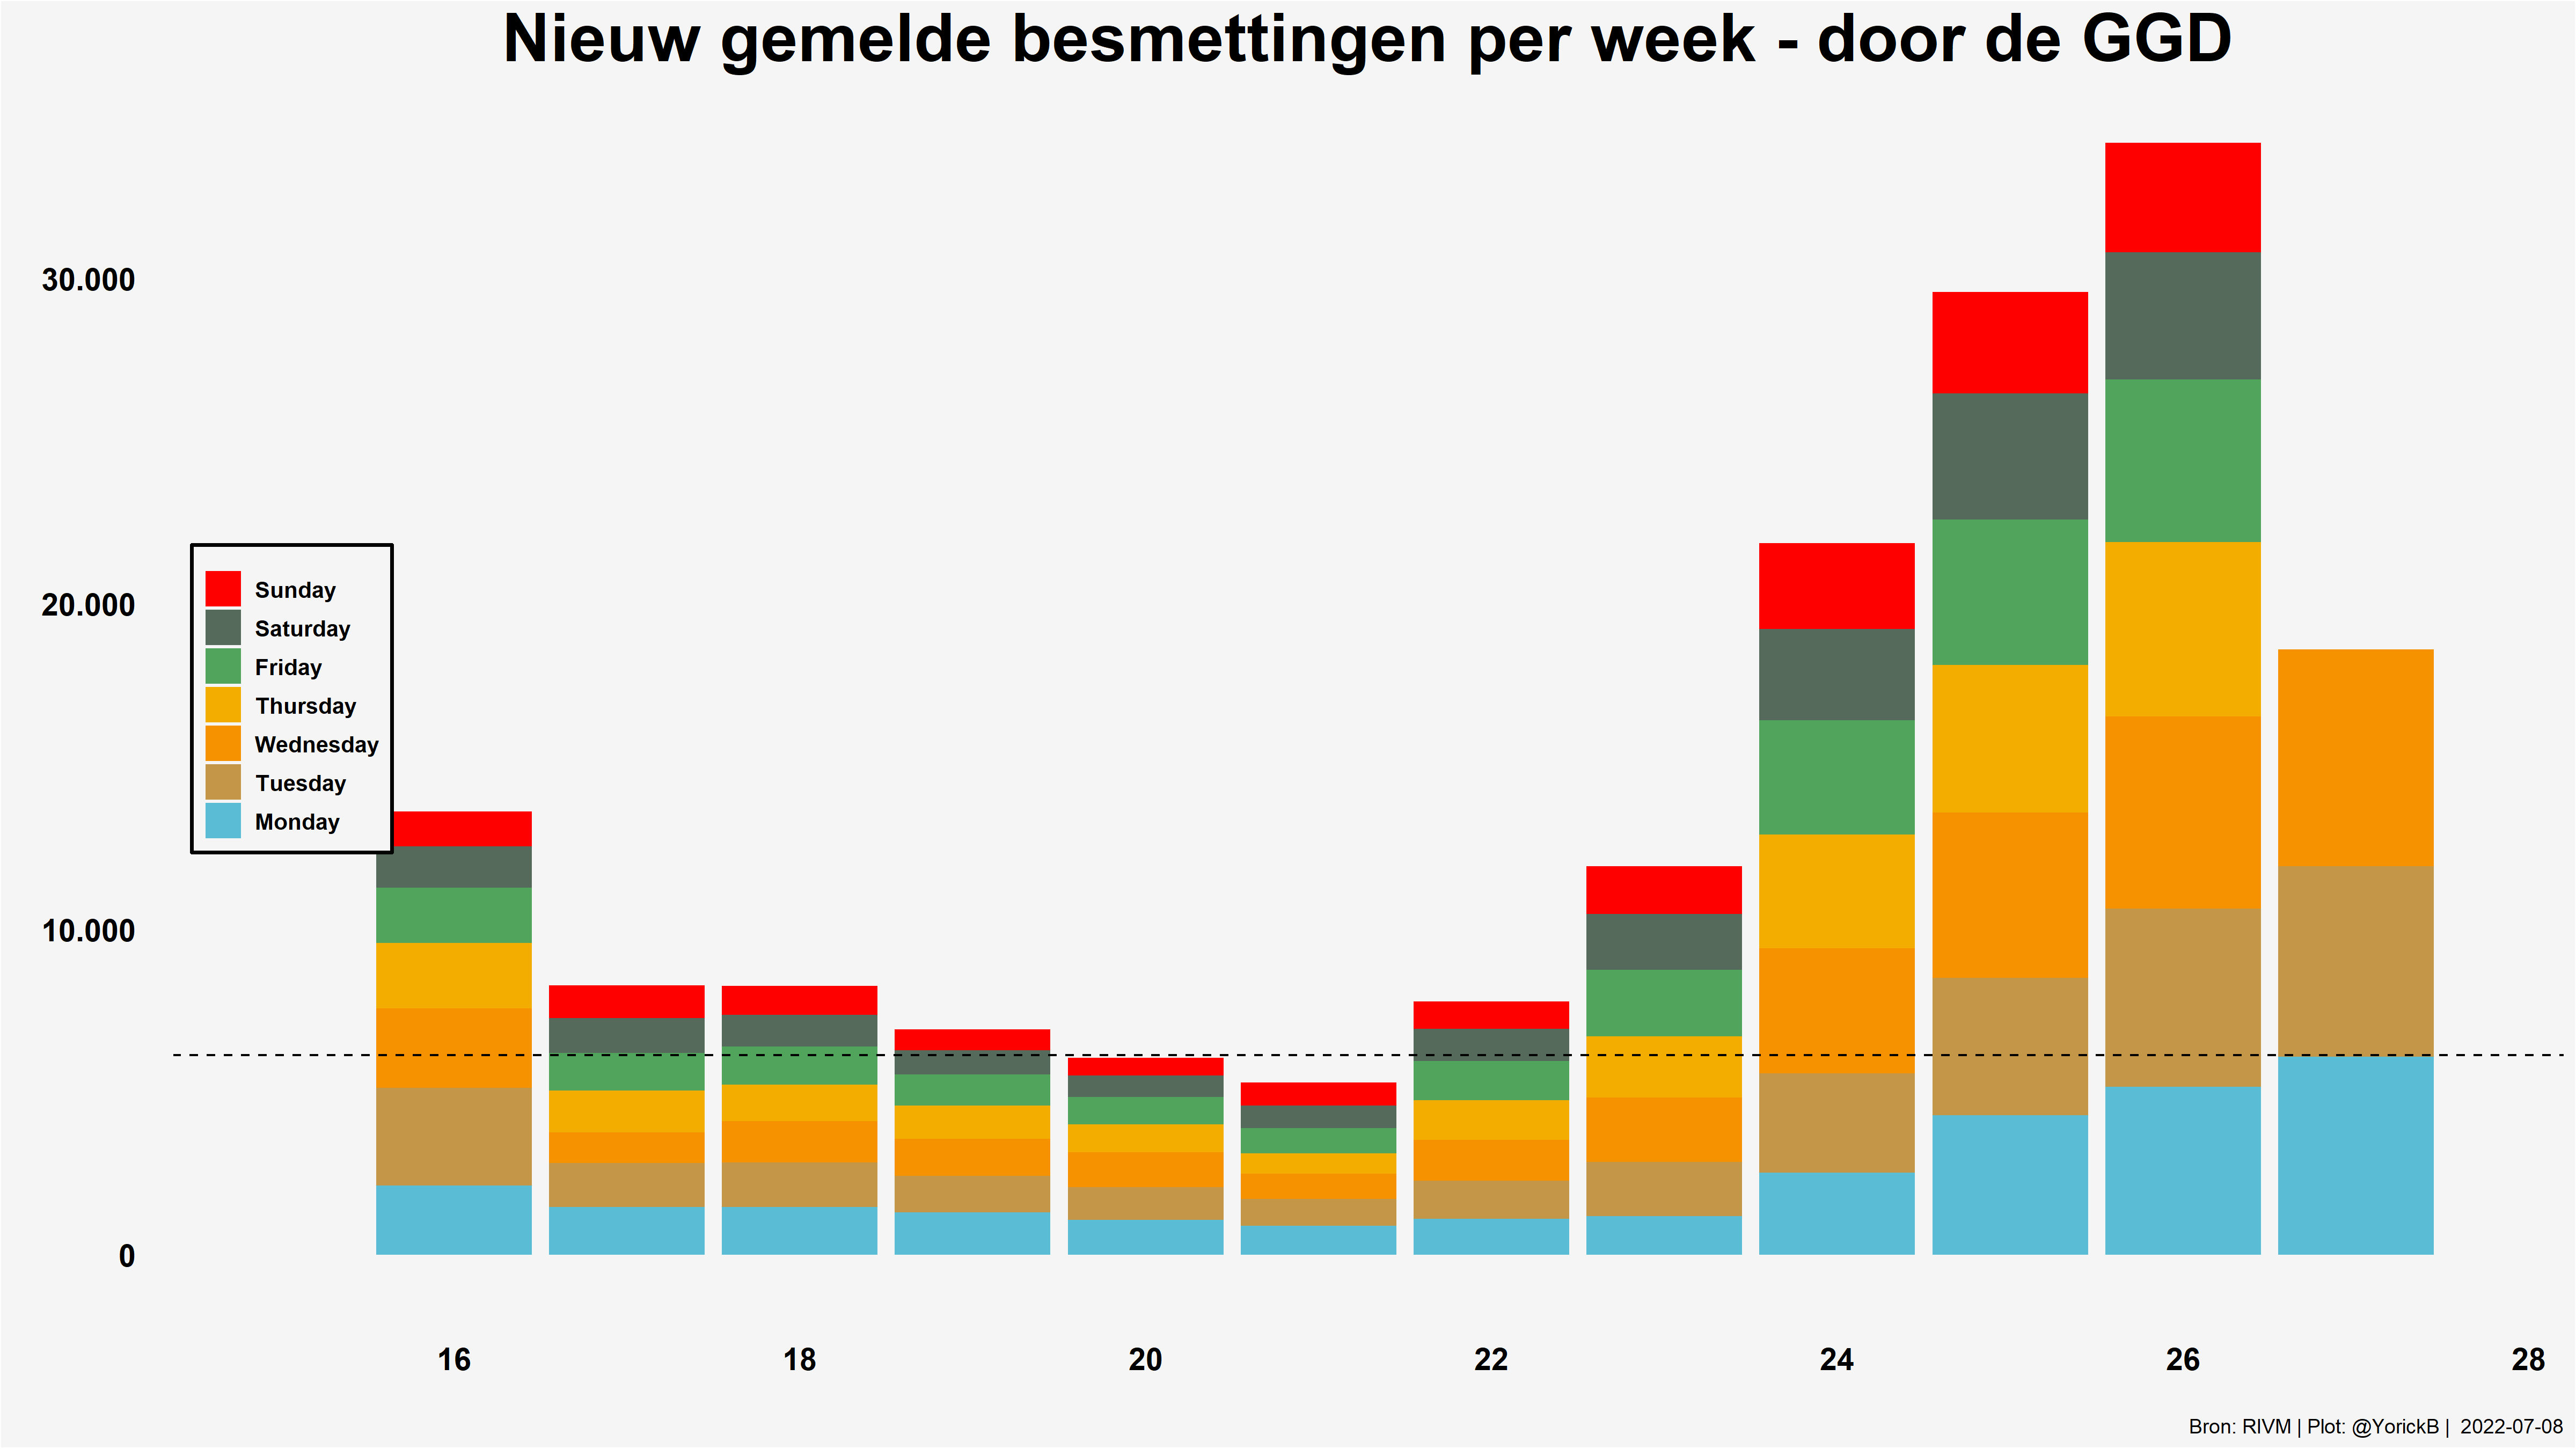 Nieuw gemelde besmettingen per week - door de GGD
30.000
20.000
10.000
0
Sunday
Saturday
Friday
Thursday
Wednesday
Tuesday
Monday
16 18 20 22 24 26 28
Bron: RIVM | Plot: @YorickB | 2022-07-08